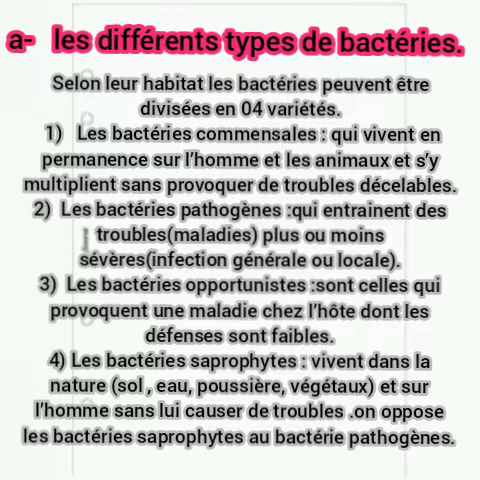 a- les différents types de bactéries.
Selon leur habitat les bactéries peuvent être
divisées en 04 variétés.
1) Les bactéries commensales : qui vivent en
permanence sur l'homme et les animaux et s'y
multiplient sans provoquer de troubles décelables.
2) Les bactéries pathogènes :qui entrainent des
troubles(maladies) plus ou moins
sévères(infection générale ou locale).
3) Les bactéries opportunistes :sont celles qui
provoquent une maladie chez l'hôte dont les
défenses sont faibles.
4) Les bactéries saprophytes : vivent dans la
nature (sol , eau, poussière, végétaux) et sur
l'homme sans lui causer de troubles .on oppose
les bactéries saprophytes au bactérie pathogènes.